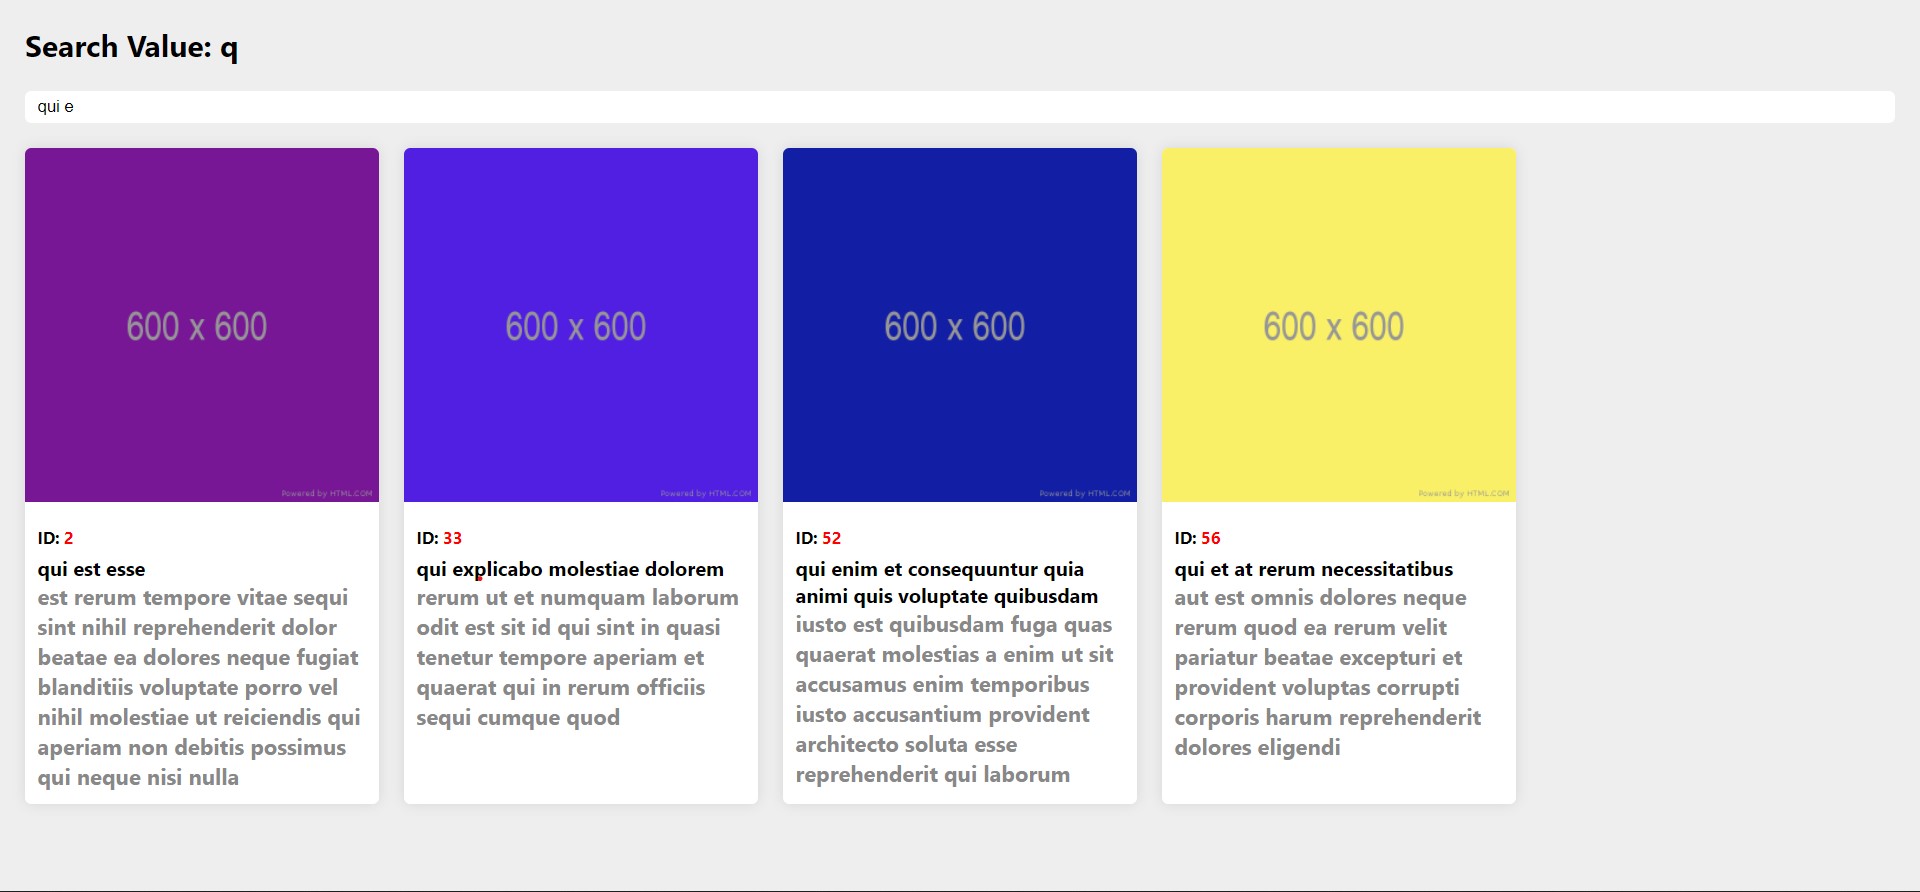 Search Value: q
qui e
600 x 600
Powered by HTML.COM
ID: 2
qui est esse
est rerum tempore vitae sequi
sint nihil reprehenderit dolor
beatae ea dolores neque fugiat
blanditiis voluptate porro vel
nihil molestiae ut reiciendis qui
aperiam non debitis possimus
qui neque nisi nulla
600 x 600
Powered by HTML.COM
ID: 33
qui explicabo molestiae dolorem
rerum ut et numquam laborum
odit est sit id qui sint in quasi
tenetur tempore aperiam et
quaerat qui in rerum officiis
sequi cumque quod
600 x 600
Powered by HTML.COM
ID: 52
qui enim et consequuntur quia
animi quis voluptate quibusdam
iusto est quibusdam fuga quas
quaerat molestias a enim ut sit
accusamus enim temporibus
iusto accusantium provident
architecto soluta esse
reprehenderit qui laborum
600 x 600
Powered by HTML.COM
ID: 56
qui et at rerum necessitatibus
aut est omnis dolores neque
rerum quod ea rerum velit
pariatur beatae excepturi et
provident voluptas corrupti
corporis harum reprehenderit
dolores eligendi